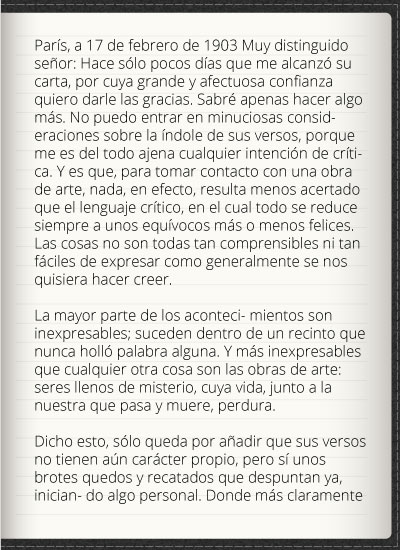 París, a 17 de febrero de 1903 Muy distinguido
señor: Hace sólo pocos días que me alcanzó su
carta, por cuya grande y afectuosa confianza
quiero darle las gracias. Sabré apenas hacer algo
más. No puedo entrar en minuciosas consid-
eraciones sobre la índole de sus versos, porque
me es del todo ajena cualquier intención de críti-
ca. Y es que, para tomar contacto con una obra
de arte, nada, en efecto, resulta menos acertado
que el lenguaje crítico, en el cual todo se reduce
siempre a unos equívocos más o menos felices.
Las cosas no son todas tan comprensibles ni tan
fáciles de expresar como generalmente se nos
quisiera hacer creer.

La mayor parte de los aconteci- mientos son
inexpresables; suceden dentro de un recinto que
nunca holló palabra alguna. Y más inexpresables
que cualquier otra cosa son las obras de arte:
seres llenos de misterio, cuya vida, junto a la
nuestra que pasa y muere, perdura.

Dicho esto, sólo queda por añadir que sus versos
no tienen aún carácter propio, pero sí unos
brotes quedos y recatados que despuntan ya,
inician- do algo personal. Donde más claramente